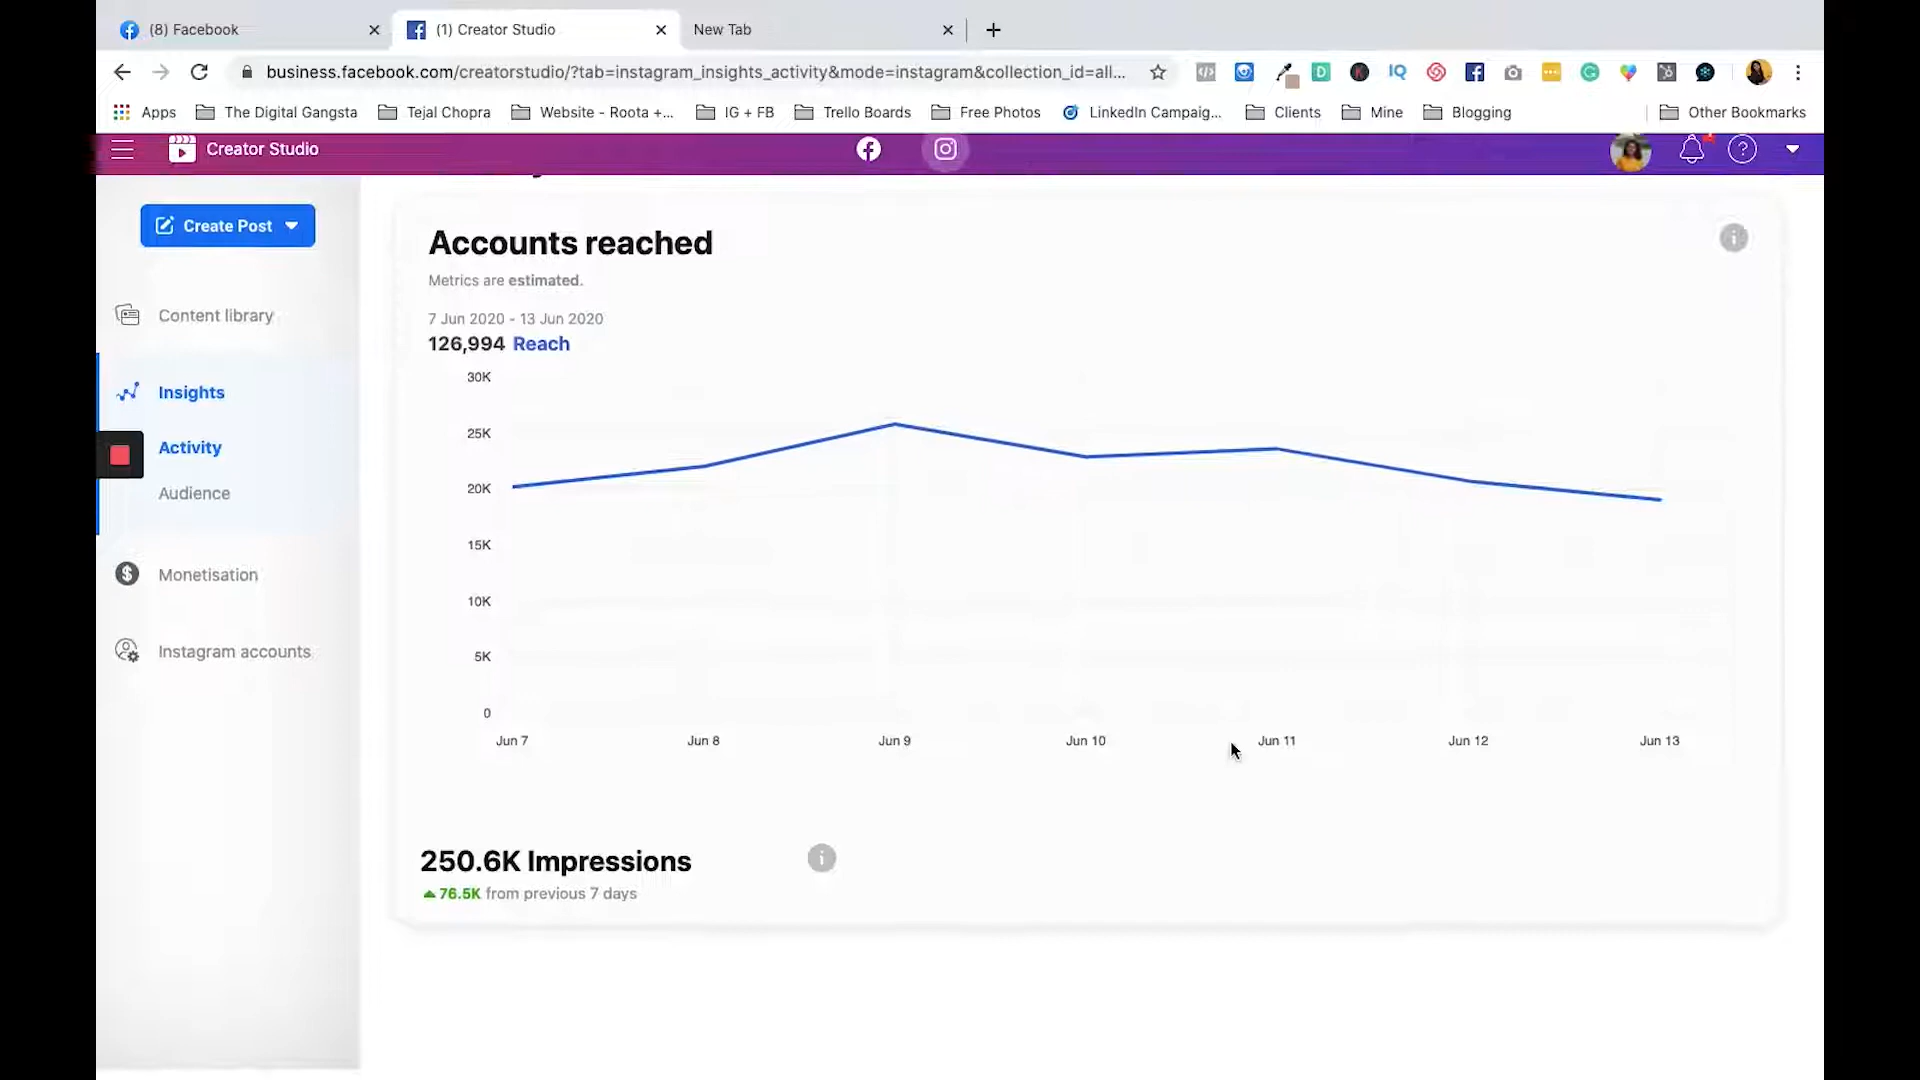 (8) Facebook
(1) Creator Studio
New Tab
business.facebook.com/creatorstudio/?tab=instagram_insights_activity&mode=instagram&collection_id=all...
IQ
Apps
The Digital Gangsta
Tejal Chopra
Website - Roota +...
IG + FB
Trello Boards
Free Photos
LinkedIn Campaig...
Clients
Mine
Blogging
Other Bookmarks
Creator Studio
Create Post
Content library
Insights
Activity
Audience
Monetisation
Instagram accounts
Accounts reached
Metrics are estimated.
7 Jun 2020 - 13 Jun 2020
126,994 Reach
30K
25K
20K
15K
10K
5K
0
Jun 7
Jun 8
Jun 9
Jun 10
Jun 11
Jun 12
Jun 13
250.6K Impressions
76.5K from previous 7 days